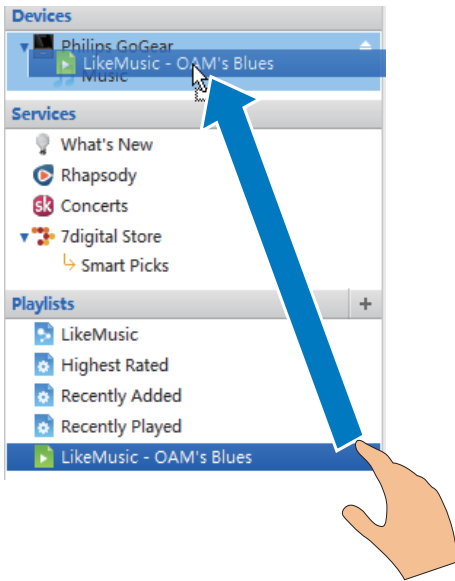 Devices
Philips GoGear
LikeMusic - OAM's Blues
Music
Services
What's New
Rhapsody
sk Concerts
7digital Store
Smart Picks
Playlists +
LikeMusic
Highest Rated
Recently Added
Recently Played
LikeMusic - OAM's Blues